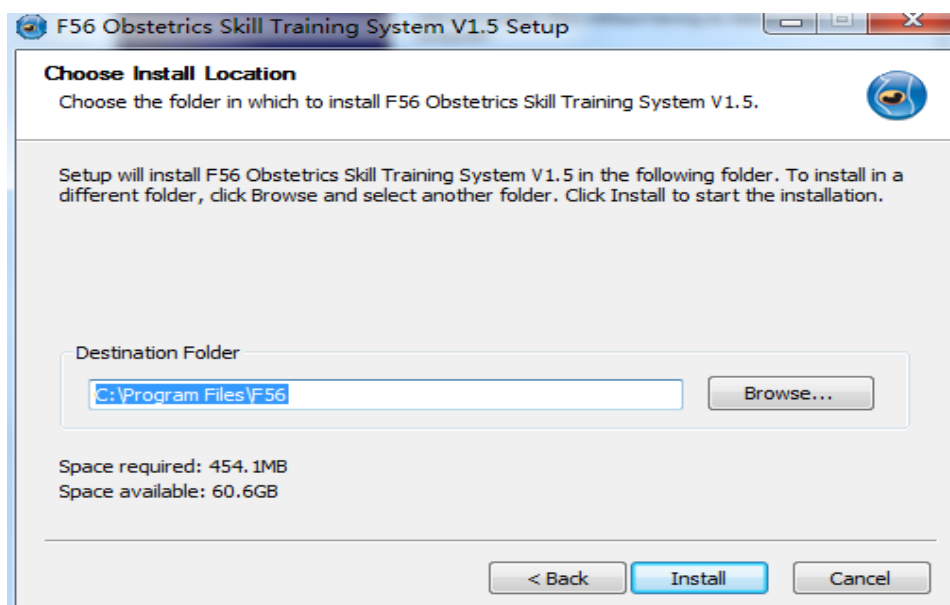 F56 Obstetrics Skill Training System V1.5 Setup
Choose Install Location
Choose the folder in which to install F56 Obstetrics Skill Training System V1.5.
Setup will install F56 Obstetrics Skill Training System V1.5 in the following folder. To install in a
different folder, click Browse and select another folder. Click Install to start the installation.
Destination Folder
C:\Program Files\F56
Browse...
Space required: 454.1MB
Space available: 60.6GB
< Back
Install
Cancel